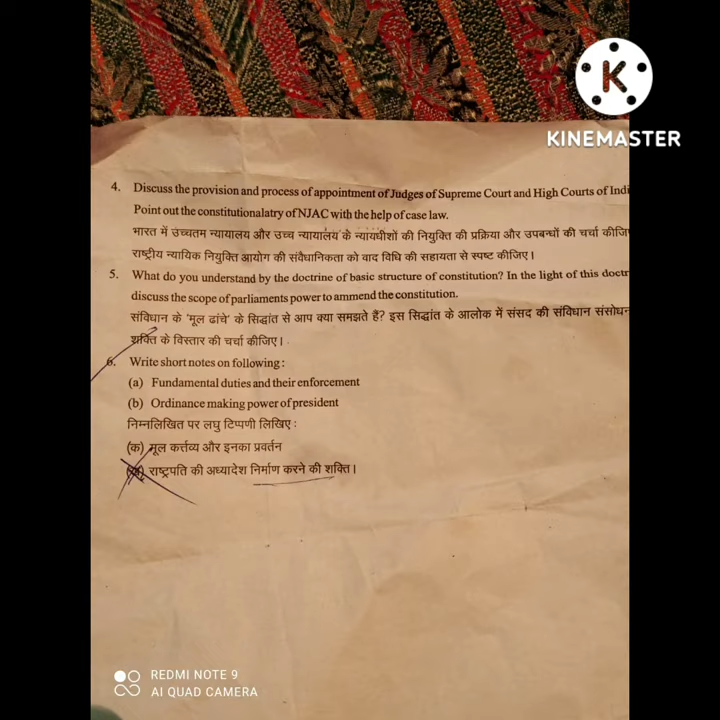 K
KINEMASTER
4. Discuss the provision and process of appointment of Judges of Supreme Court and High Courts of Indi
Point out the constitutionalatry of NJAC with the help of case law.
भारत में उच्चतम न्यायालय और उच्च न्यायालय के न्यायधीशों की नियुक्ति की प्रक्रिया और उपबन्धों की चर्चा कीजि
राष्ट्रीय न्यायिक नियुक्ति आयोग की संवैधानिकता को वाद विधि की सहायता से स्पष्ट कीजिए।
5. What do you understand by the doctrine of basic structure of constitution? In the light of this doctr
discuss the scope of parliaments power to ammend the constitution.
संविधान के 'मूल ढांचे' के सिद्धांत से आप क्या समझते हैं? इस सिद्धांत के आलोक में संसद की संविधान संसोधन
शक्ति के विस्तार की चर्चा कीजिए।
6. Write short notes on following :
(a) Fundamental duties and their enforcement
(b) Ordinance making power of president
निम्नलिखित पर लघु टिप्पणी लिखिए :
(क) मूल कर्त्तव्य और इनका प्रवर्तन
राष्ट्रपति की अध्यादेश निर्माण करने की शक्ति।
REDMI NOTE 9
AI QUAD CAMERA